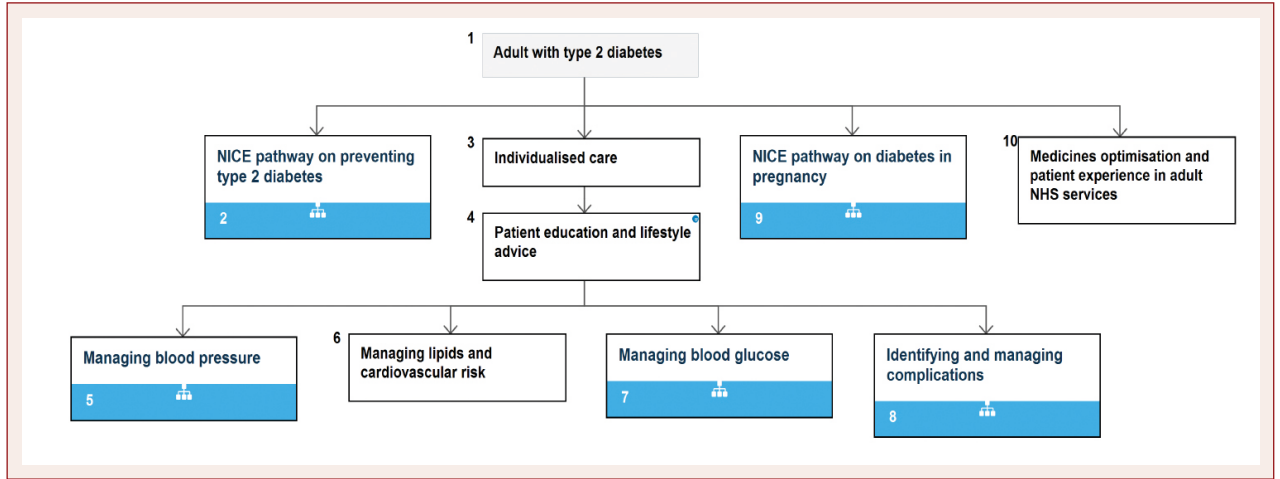 1
Adult with type 2 diabetes
NICE pathway on preventing
type 2 diabetes
2
3
Individualised care
4
Patient education and lifestyle
advice
NICE pathway on diabetes in
pregnancy
9
10
Medicines optimisation and
patient experience in adult
NHS services
Managing blood pressure
5
6
Managing lipids and
cardiovascular risk
Managing blood glucose
7
Identifying and managing
complications
8